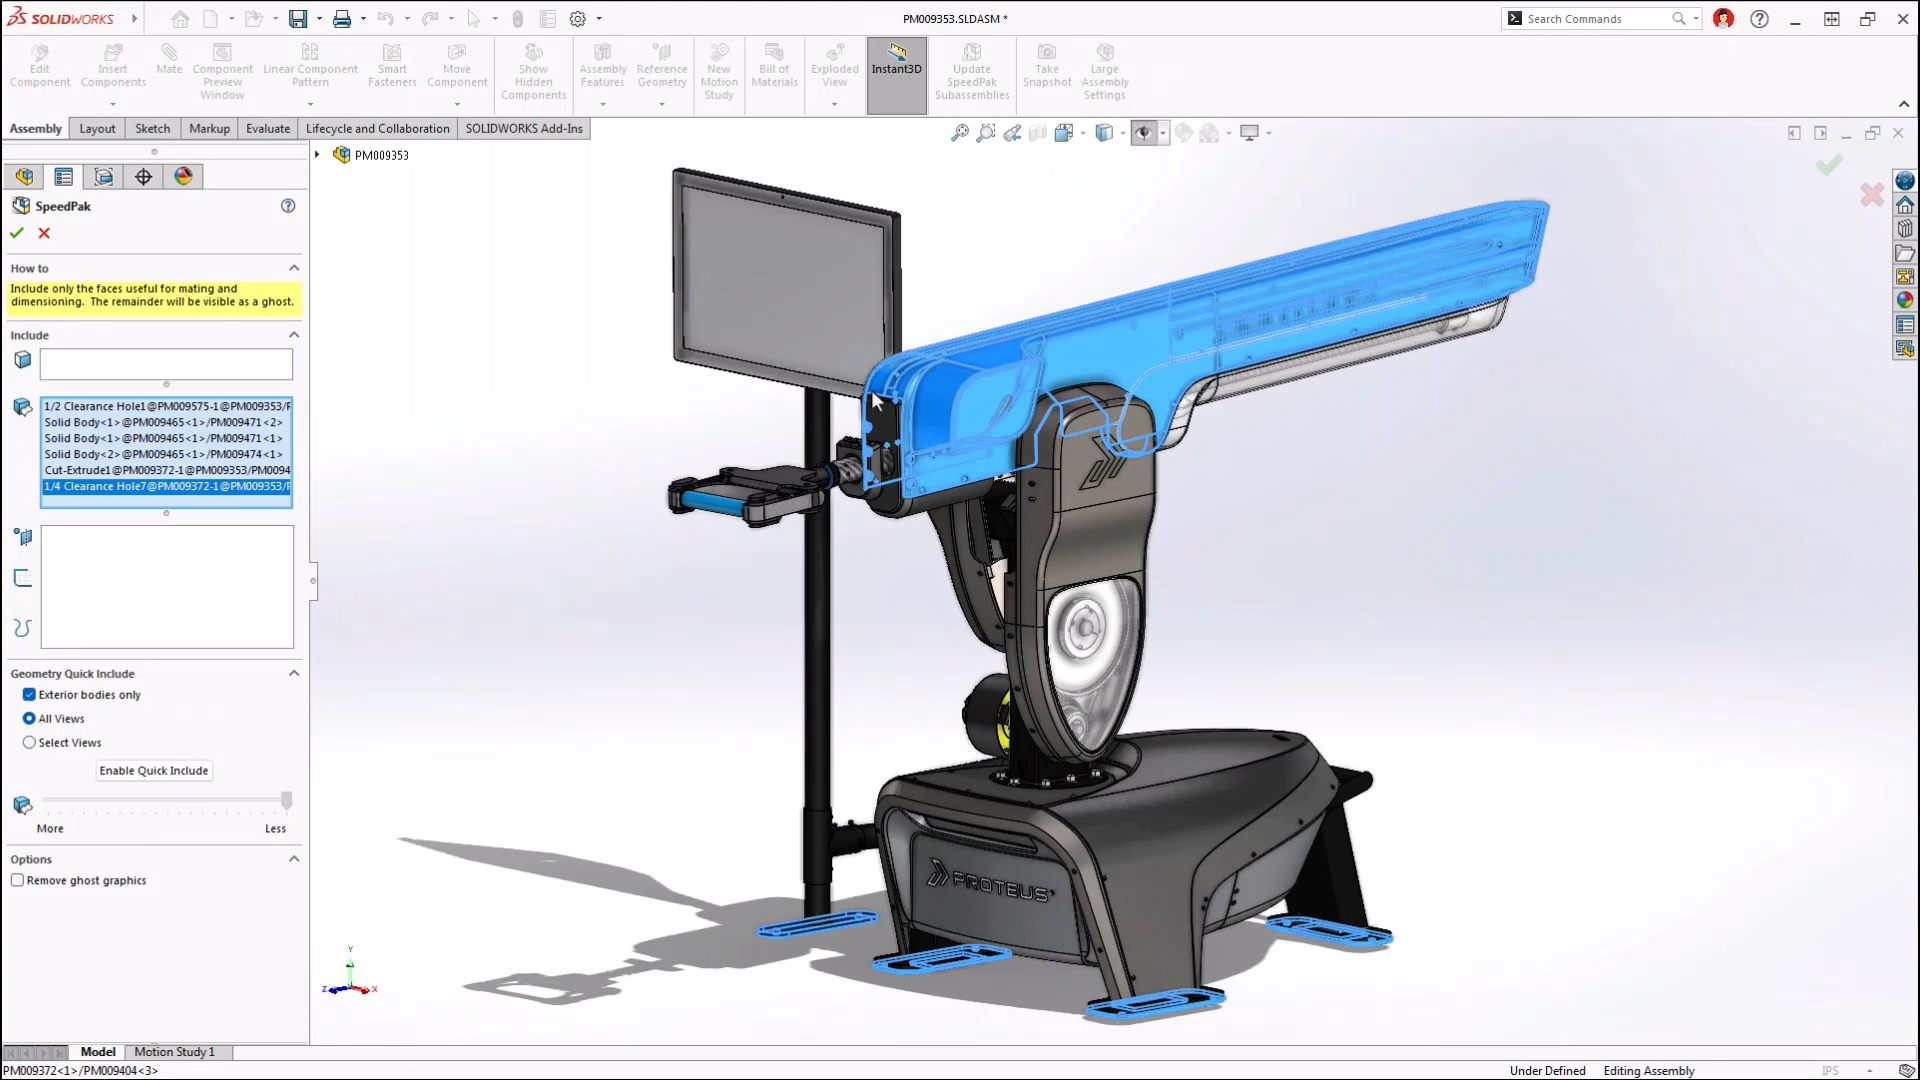 SOLIDWORKS
PM009353.SLDASM *
Search Commands
Edit
Component
Insert
Components
Mate
Component
Preview
Window
Linear Component
Pattern
Smart
Fasteners
Move
Component
Show
Hidden
Components
Assembly
Features
Reference
Geometry
New
Motion
Study
Bill of
Materials
Exploded
View
Instant3D
Update
SpeedPak
Subassemblies
Take
Snapshot
Large
Assembly
Settings
Assembly
Layout
Sketch
Markup
Evaluate
Lifecycle and Collaboration
SOLIDWORKS Add-Ins
PM009353
SpeedPak
How to
Include only the faces useful for mating and
dimensioning. The remainder will be visible as a ghost.
Include
1/2 Clearance Hole1@PM009575-1@PM009353/P
Solid Body<1>@PM009465<1>/PM009471<2>
Solid Body<1>@PM009465<1>/PM009471<1>
Solid Body<2>@PM009465<1>/PM009474<1>
Cut-Extrude1@PM009372-1@PM009353/PM0094
1/4 Clearance Hole7@PM009372-1@PM009353/P
Geometry Quick Include
Exterior bodies only
All Views
Select Views
Enable Quick Include
More
Less
Options
Remove ghost graphics
PROTEUS
Y
Z
X
Model
Motion Study 1
PM009372<1>/PM009404<3>
Under Defined
Editing Assembly
IPS